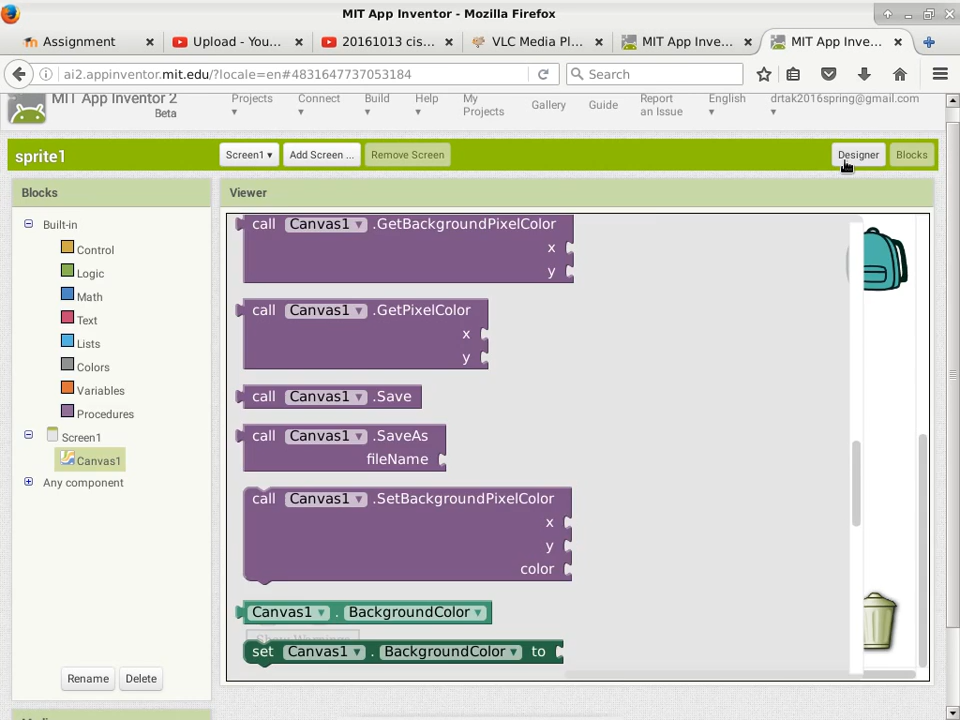 MIT App Inventor - Mozilla Firefox
Assignment
Upload - You...
20161013 cis...
VLC Media Pl...
MIT App Inve...
MIT App Inve...
ai2.appinventor.mit.edu/?locale=en#4831647737053184
Search
MIT App Inventor 2
Beta
Projects ▾
Connect ▾
Build ▾
Help ▾
My Projects
Gallery
Guide
Report an Issue
English ▾
drtak2016spring@gmail.com ▾
sprite1
Screen1 ▾
Add Screen ...
Remove Screen
Designer
Blocks
Blocks
Viewer
Built-in
Control
Logic
Math
Text
Lists
Colors
Variables
Procedures
Screen1
Canvas1
Any component
Rename
Delete
call Canvas1 ▾ .GetBackgroundPixelColor
x
y
call Canvas1 ▾ .GetPixelColor
x
y
call Canvas1 ▾ .Save
call Canvas1 ▾ .SaveAs
fileName
call Canvas1 ▾ .SetBackgroundPixelColor
x
y
color
Canvas1 ▾ . BackgroundColor ▾
Show Warnings
set Canvas1 ▾ . BackgroundColor ▾ to